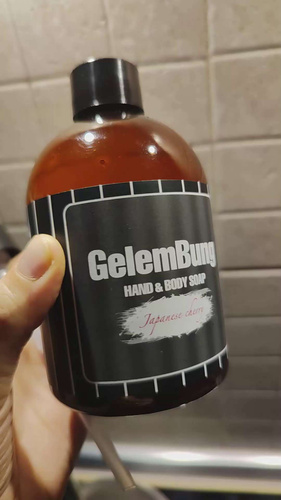 GelemBung
HAND & BODY SOAP
Japanese cherry